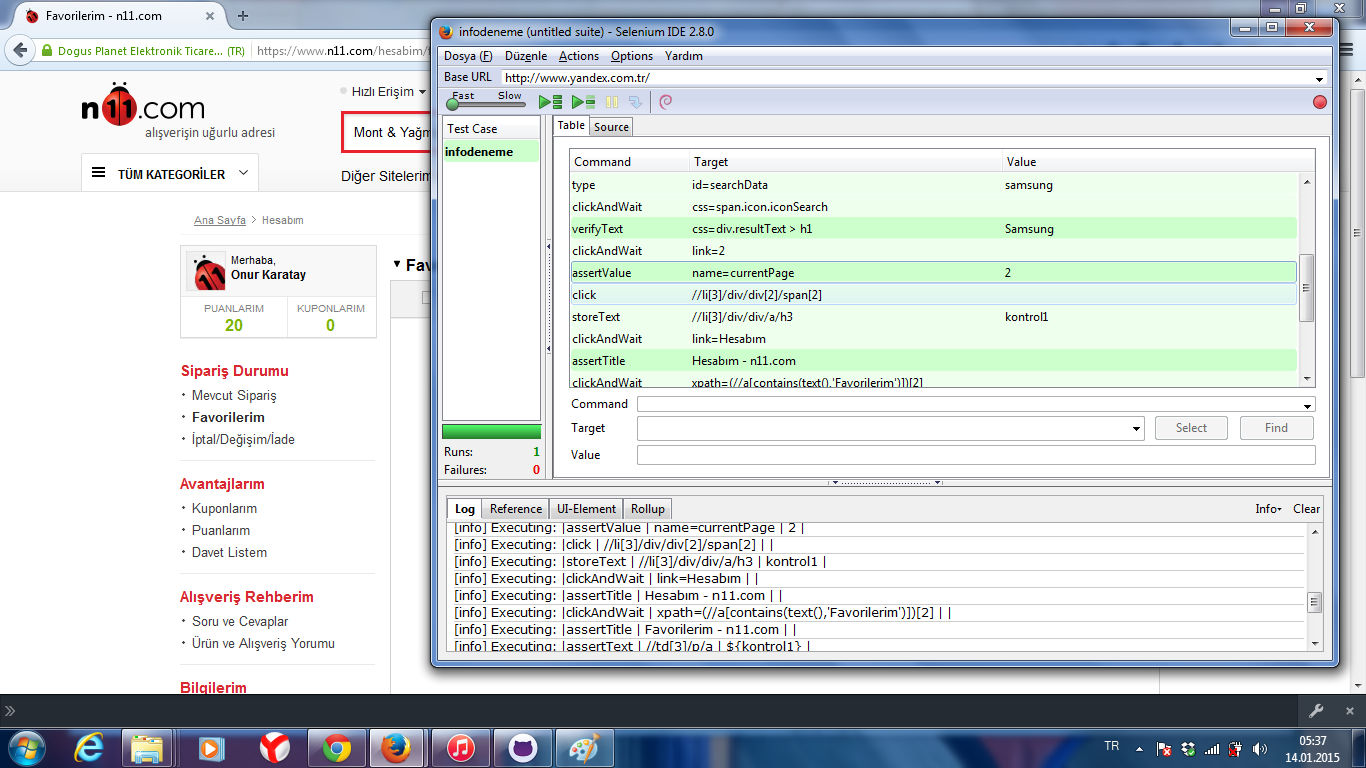 Favorilerim - n11.com
Dogus Planet Elektronik Ticare... (TR)
https://www.n11.com/hesabim/
n11.com
alışverişin uğurlu adresi
Hızlı Erişim
Mont & Yağm
TÜM KATEGORİLER
Diğer Sitelerim
Ana Sayfa > Hesabım
Merhaba,
Onur Karatay
PUANLARIM
20
KUPONLARIM
0
Fav
Sipariş Durumu
Mevcut Sipariş
Favorilerim
İptal/Değişim/İade
Avantajlarım
Kuponlarım
Puanlarım
Davet Listem
Alışveriş Rehberim
Soru ve Cevaplar
Ürün ve Alışveriş Yorumu
Bilgilerim
infodeneme (untitled suite) - Selenium IDE 2.8.0
Dosya (F) Düzenle Actions Options Yardım
Base URL http://www.yandex.com.tr/
Fast Slow
Test Case
infodeneme
Runs: 1
Failures: 0
Table Source
Command Target Value
type id=searchData samsung
clickAndWait css=span.icon.iconSearch
verifyText css=div.resultText > h1 Samsung
clickAndWait link=2
assertValue name=currentPage 2
click //li[3]/div/div[2]/span[2]
storeText //li[3]/div/div/a/h3 kontrol1
clickAndWait link=Hesabım
assertTitle Hesabım - n11.com
clickAndWait xpath=(//a[contains(text(),'Favorilerim')])[2]
Command
Target Select Find
Value
Log Reference UI-Element Rollup Info Clear
[info] Executing: |assertValue | name=currentPage | 2 |
[info] Executing: |click | //li[3]/div/div[2]/span[2] | |
[info] Executing: |storeText | //li[3]/div/div/a/h3 | kontrol1 |
[info] Executing: |clickAndWait | link=Hesabım | |
[info] Executing: |assertTitle | Hesabım - n11.com | |
[info] Executing: |clickAndWait | xpath=(//a[contains(text(),'Favorilerim')])[2] | |
[info] Executing: |assertTitle | Favorilerim - n11.com | |
[info] Executing: |assertText | //td[3]/p/a | ${kontrol1} |
TR
05:37
14.01.2015